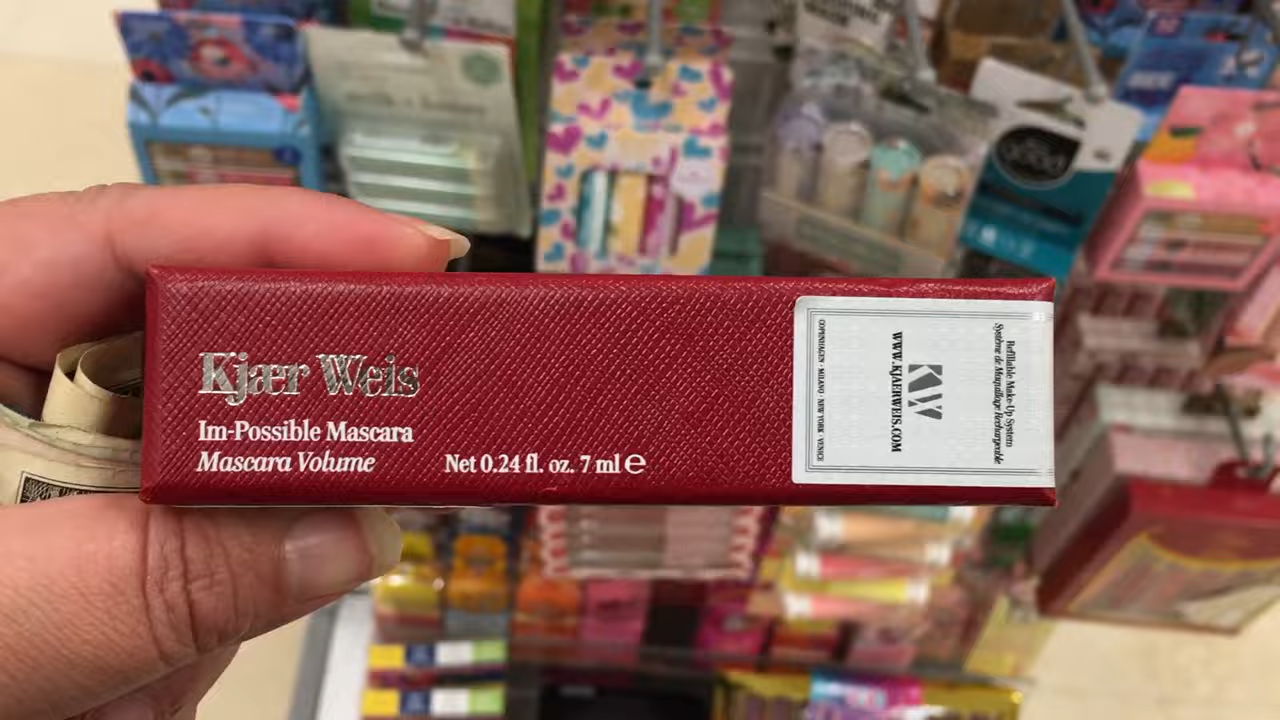 Kjær Weis
Im-Possible Mascara
Mascara Volume
Net 0.24 fl. oz. 7 ml ℮
COPENHAGEN · MILANO · NEW YORK · VENICE
WWW.KJAERWEIS.COM
KW
Refillable Make-Up System
Système de Maquillage Rechargeable
good